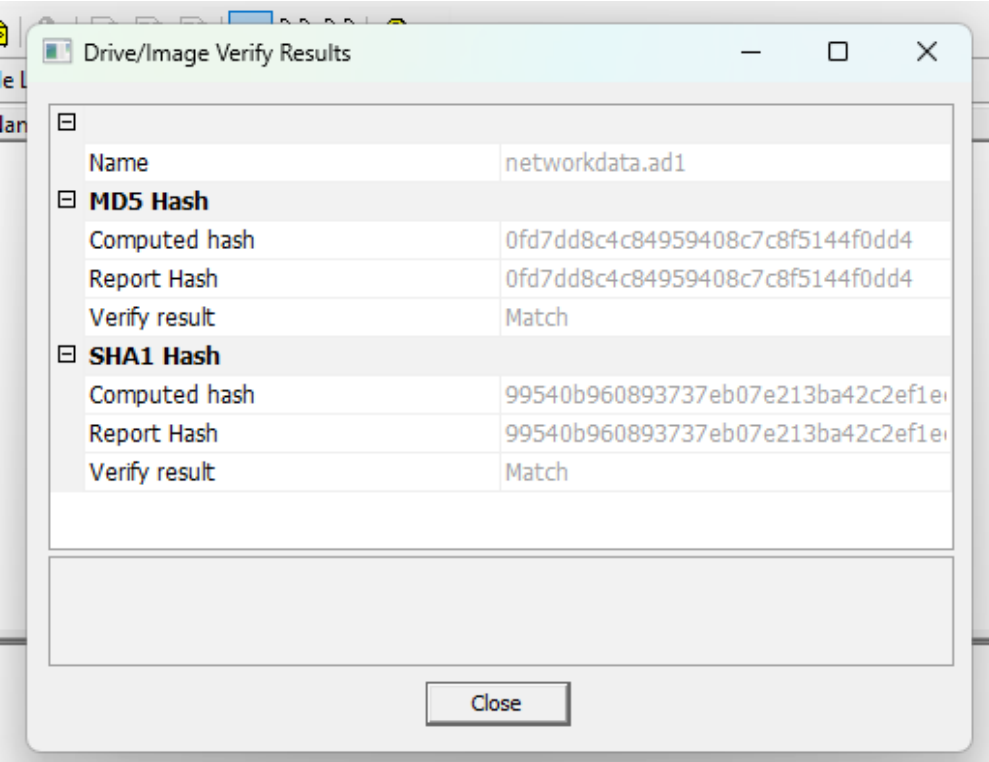 Drive/Image Verify Results
Name networkdata.ad1
MD5 Hash
Computed hash 0fd7dd8c4c84959408c7c8f5144f0dd4
Report Hash 0fd7dd8c4c84959408c7c8f5144f0dd4
Verify result Match
SHA1 Hash
Computed hash 99540b960893737eb07e213ba42c2ef1e
Report Hash 99540b960893737eb07e213ba42c2ef1e
Verify result Match
Close